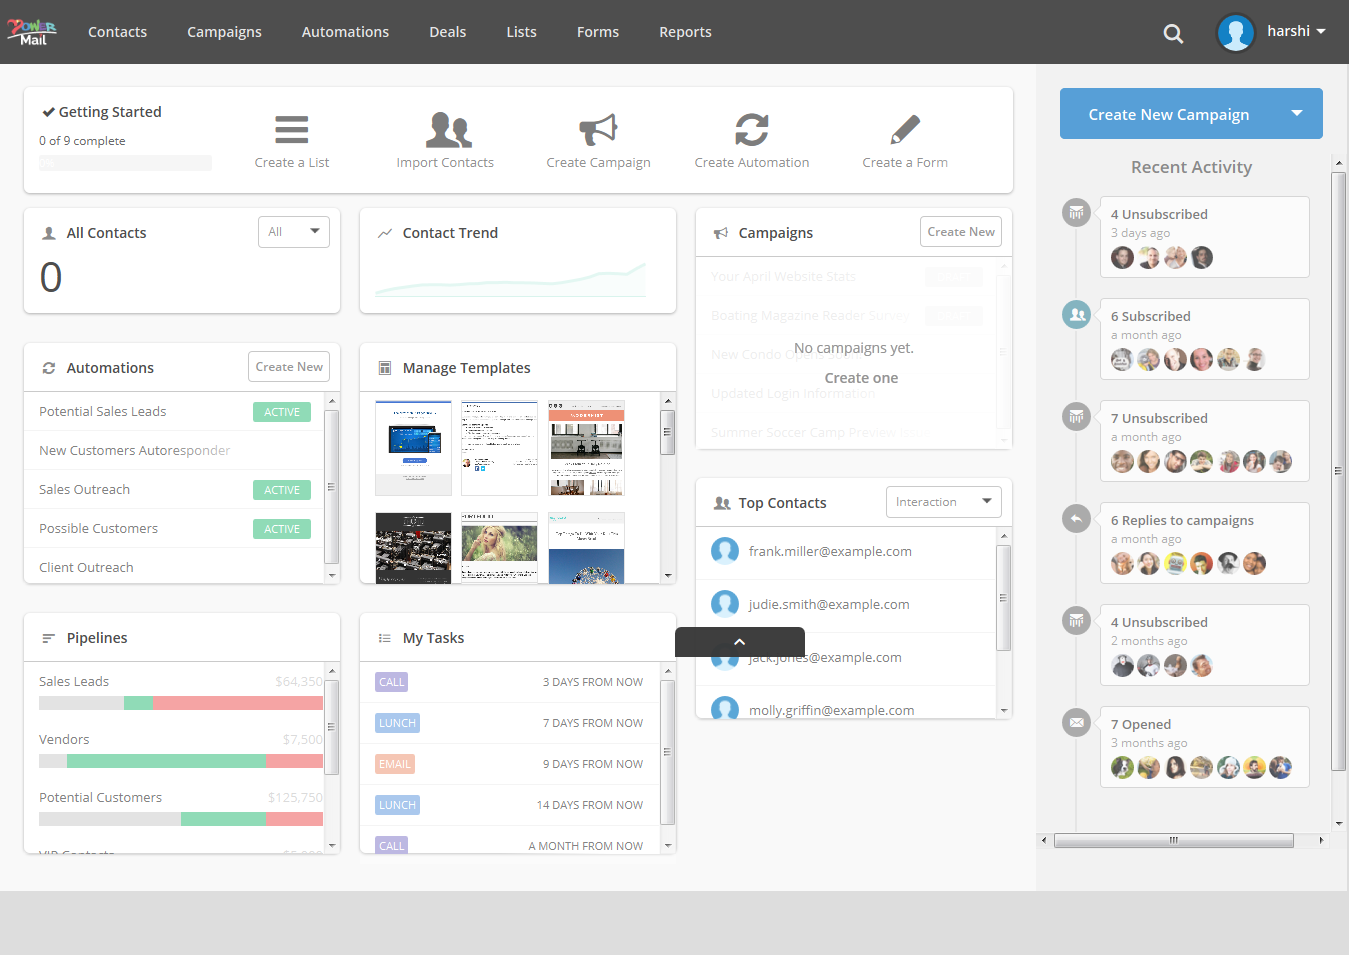 POWER
Mail
Contacts
Campaigns
Automations
Deals
Lists
Forms
Reports
harshi
Getting Started
0 of 9 complete
0%
Create a List
Import Contacts
Create Campaign
Create Automation
Create a Form
All Contacts
All
0
Contact Trend
Campaigns
Create New
Your April Website Stats
Boating Magazine Reader Survey
New Condo Open
Updated Login Information
Summer Soccer Camp Preview
No campaigns yet.
Create one
Automations
Create New
Potential Sales Leads
ACTIVE
New Customers Autoresponder
Sales Outreach
ACTIVE
Possible Customers
ACTIVE
Client Outreach
Manage Templates
MODERNIST
Top Contacts
Interaction
frank.miller@example.com
judie.smith@example.com
jack.jones@example.com
molly.griffin@example.com
Pipelines
Sales Leads
$64,350
Vendors
$7,500
Potential Customers
$125,750
VIP Contacts
My Tasks
CALL
3 DAYS FROM NOW
LUNCH
7 DAYS FROM NOW
EMAIL
9 DAYS FROM NOW
LUNCH
14 DAYS FROM NOW
CALL
A MONTH FROM NOW
Create New Campaign
Recent Activity
4 Unsubscribed
3 days ago
6 Subscribed
a month ago
7 Unsubscribed
a month ago
6 Replies to campaigns
a month ago
4 Unsubscribed
2 months ago
7 Opened
3 months ago